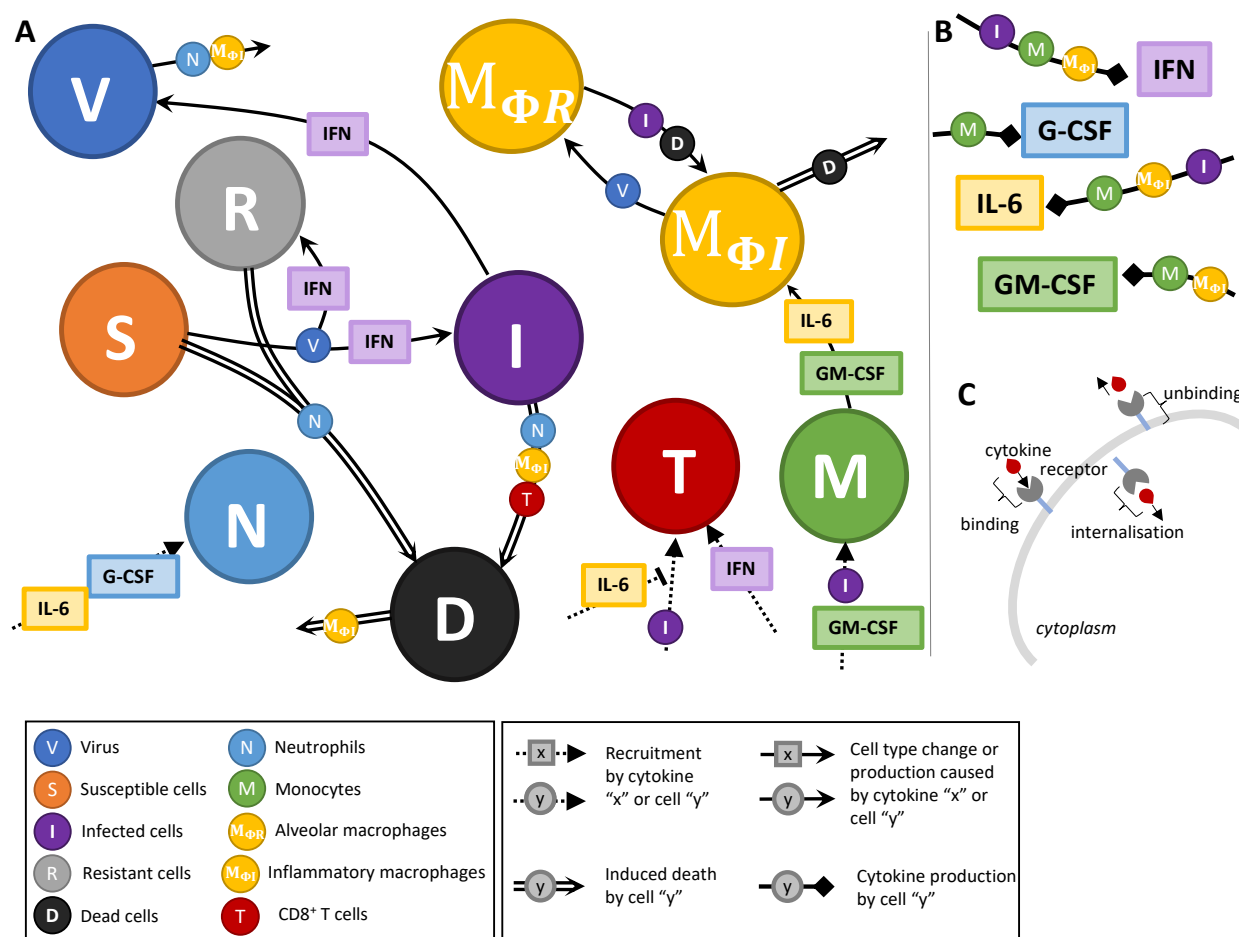 A
V
N
MΦI
IFN
R
IFN
S
V
IFN
I
N
N
MΦI
T
N
G-CSF
IL-6
D
MΦI
MΦR
I
D
V
MΦI
D
IL-6
GM-CSF
T
M
IL-6
I
IFN
I
GM-CSF
B
I
M
MΦI
IFN
M
G-CSF
IL-6
M
MΦI
I
GM-CSF
M
MΦI
C
unbinding
cytokine
receptor
binding
internalisation
cytoplasm
V Virus
S Susceptible cells
I Infected cells
R Resistant cells
D Dead cells
N Neutrophils
M Monocytes
MΦR Alveolar macrophages
MΦI Inflammatory macrophages
T CD8⁺ T cells
x
y
Recruitment
by cytokine
“x” or cell “y”
x
y
Cell type change or
production caused
by cytokine “x” or
cell “y”
y
Induced death
by cell “y”
y
Cytokine production
by cell “y”